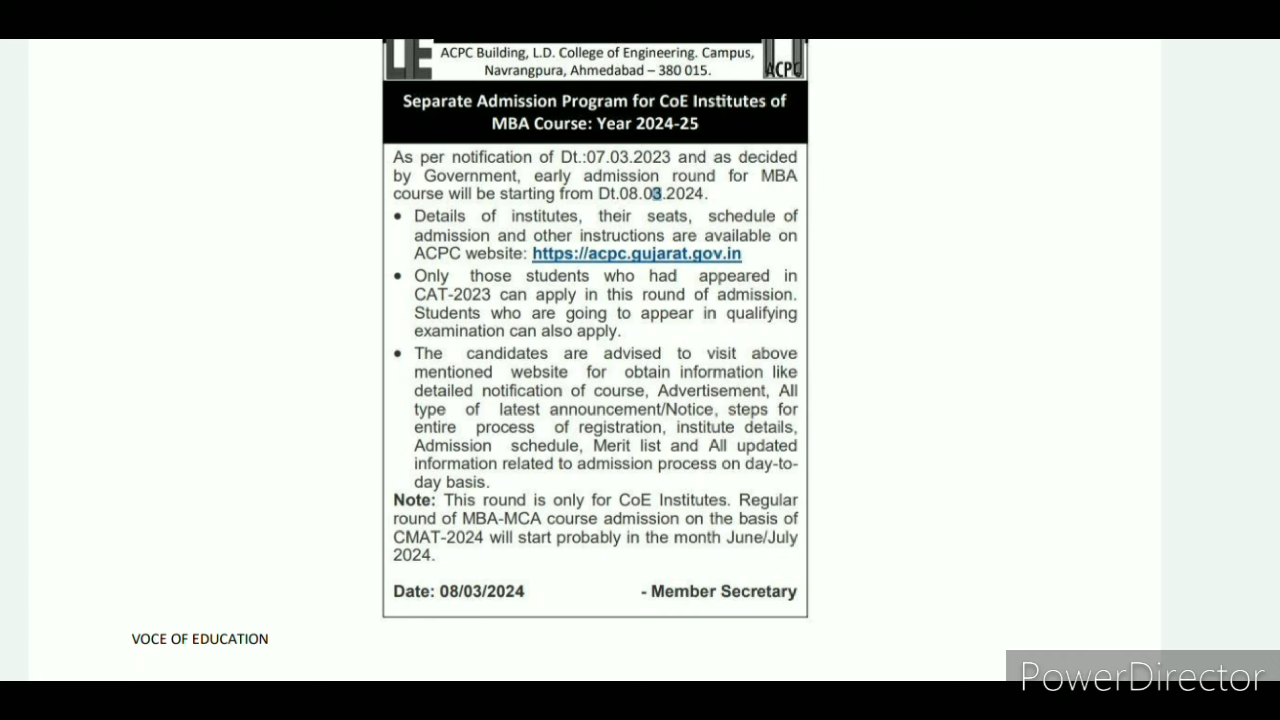 ACPC Building, L.D. College of Engineering. Campus,
Navrangpura, Ahmedabad – 380 015.
ACPC
Separate Admission Program for CoE Institutes of
MBA Course: Year 2024-25
As per notification of Dt.:07.03.2023 and as decided
by Government, early admission round for MBA
course will be starting from Dt.08.03.2024.
• Details of institutes, their seats, schedule of
admission and other instructions are available on
ACPC website: https://acpc.gujarat.gov.in
• Only those students who had appeared in
CAT-2023 can apply in this round of admission.
Students who are going to appear in qualifying
examination can also apply.
• The candidates are advised to visit above
mentioned website for obtain information like
detailed notification of course, Advertisement, All
type of latest announcement/Notice, steps for
entire process of registration, institute details,
Admission schedule, Merit list and All updated
information related to admission process on day-to-
day basis.
Note: This round is only for CoE Institutes. Regular
round of MBA-MCA course admission on the basis of
CMAT-2024 will start probably in the month June/July
2024.
Date: 08/03/2024 - Member Secretary
VOCE OF EDUCATION
PowerDirector